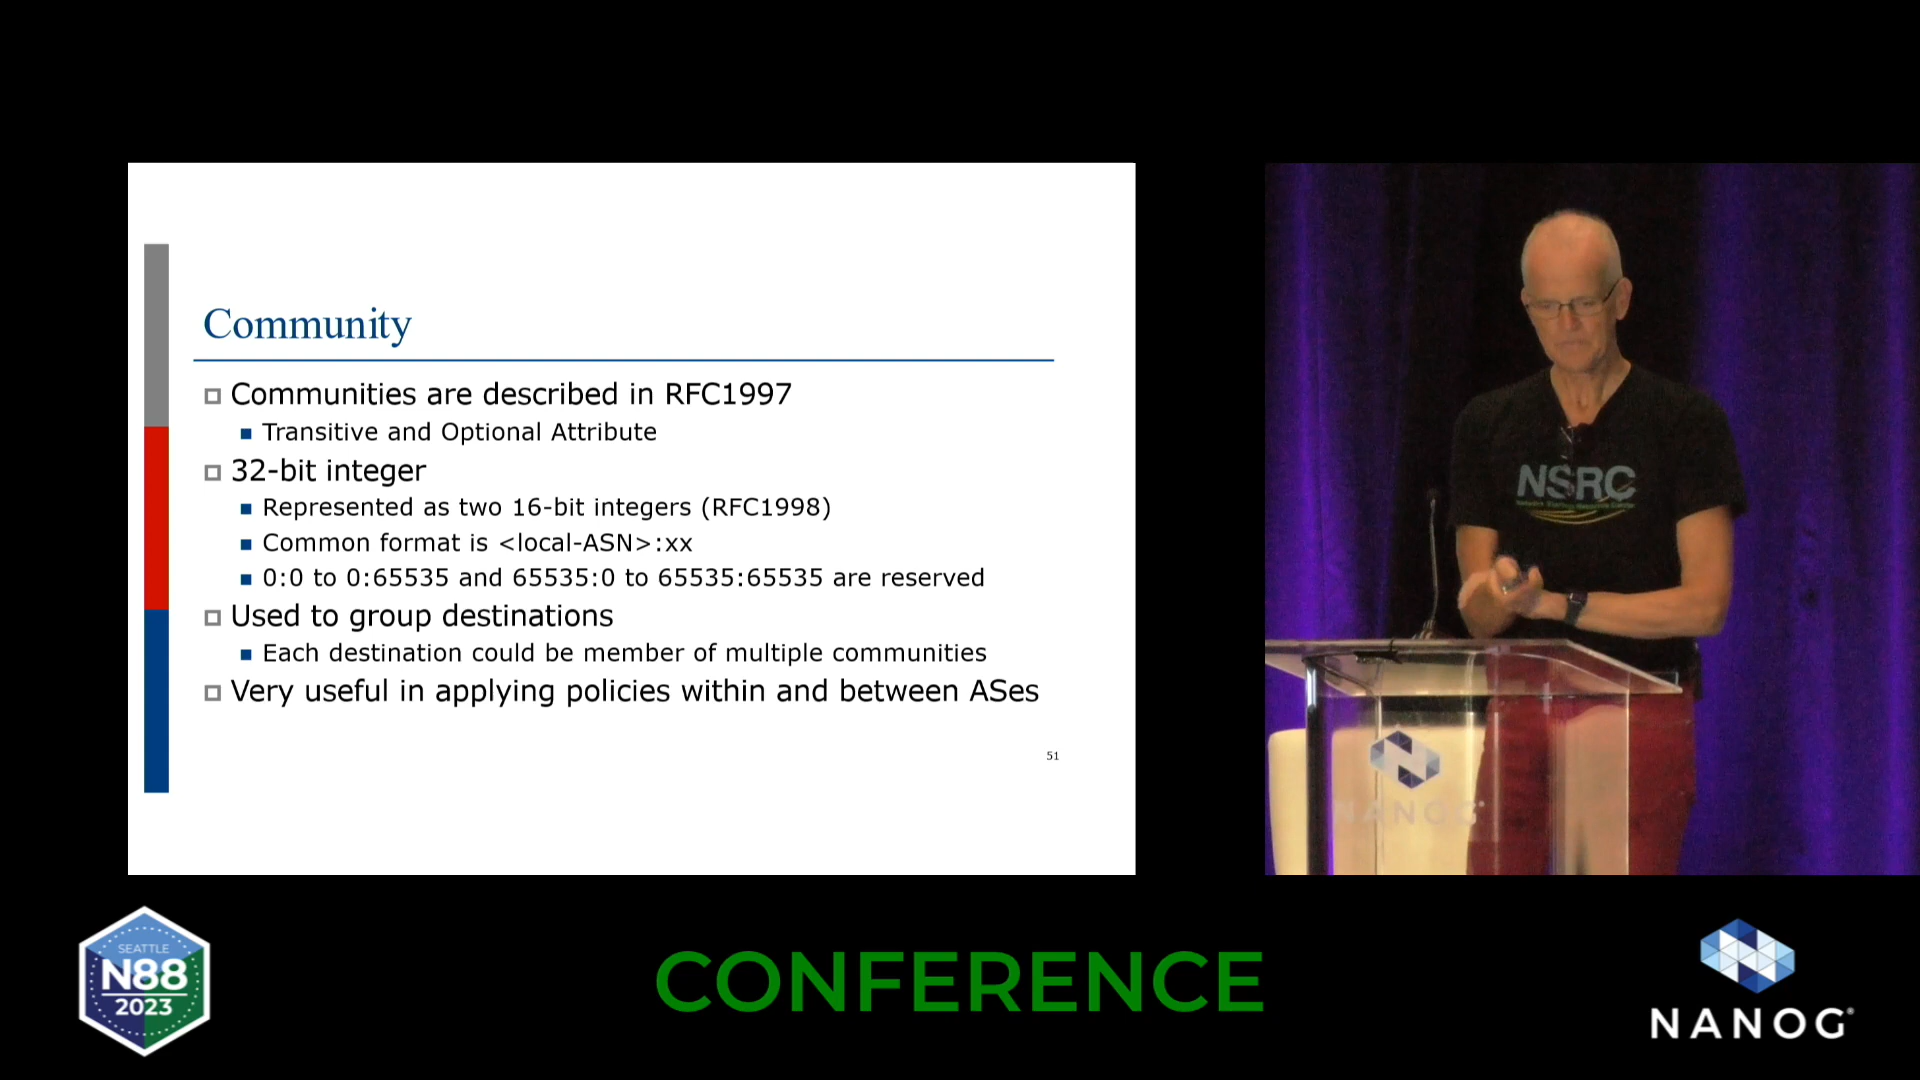 Community
Communities are described in RFC1997
Transitive and Optional Attribute
32-bit integer
Represented as two 16-bit integers (RFC1998)
Common format is <local-ASN>:xx
0:0 to 0:65535 and 65535:0 to 65535:65535 are reserved
Used to group destinations
Each destination could be member of multiple communities
Very useful in applying policies within and between ASes
51
NSRC
NANOG
SEATTLE
N88
2023
CONFERENCE
NANOG®